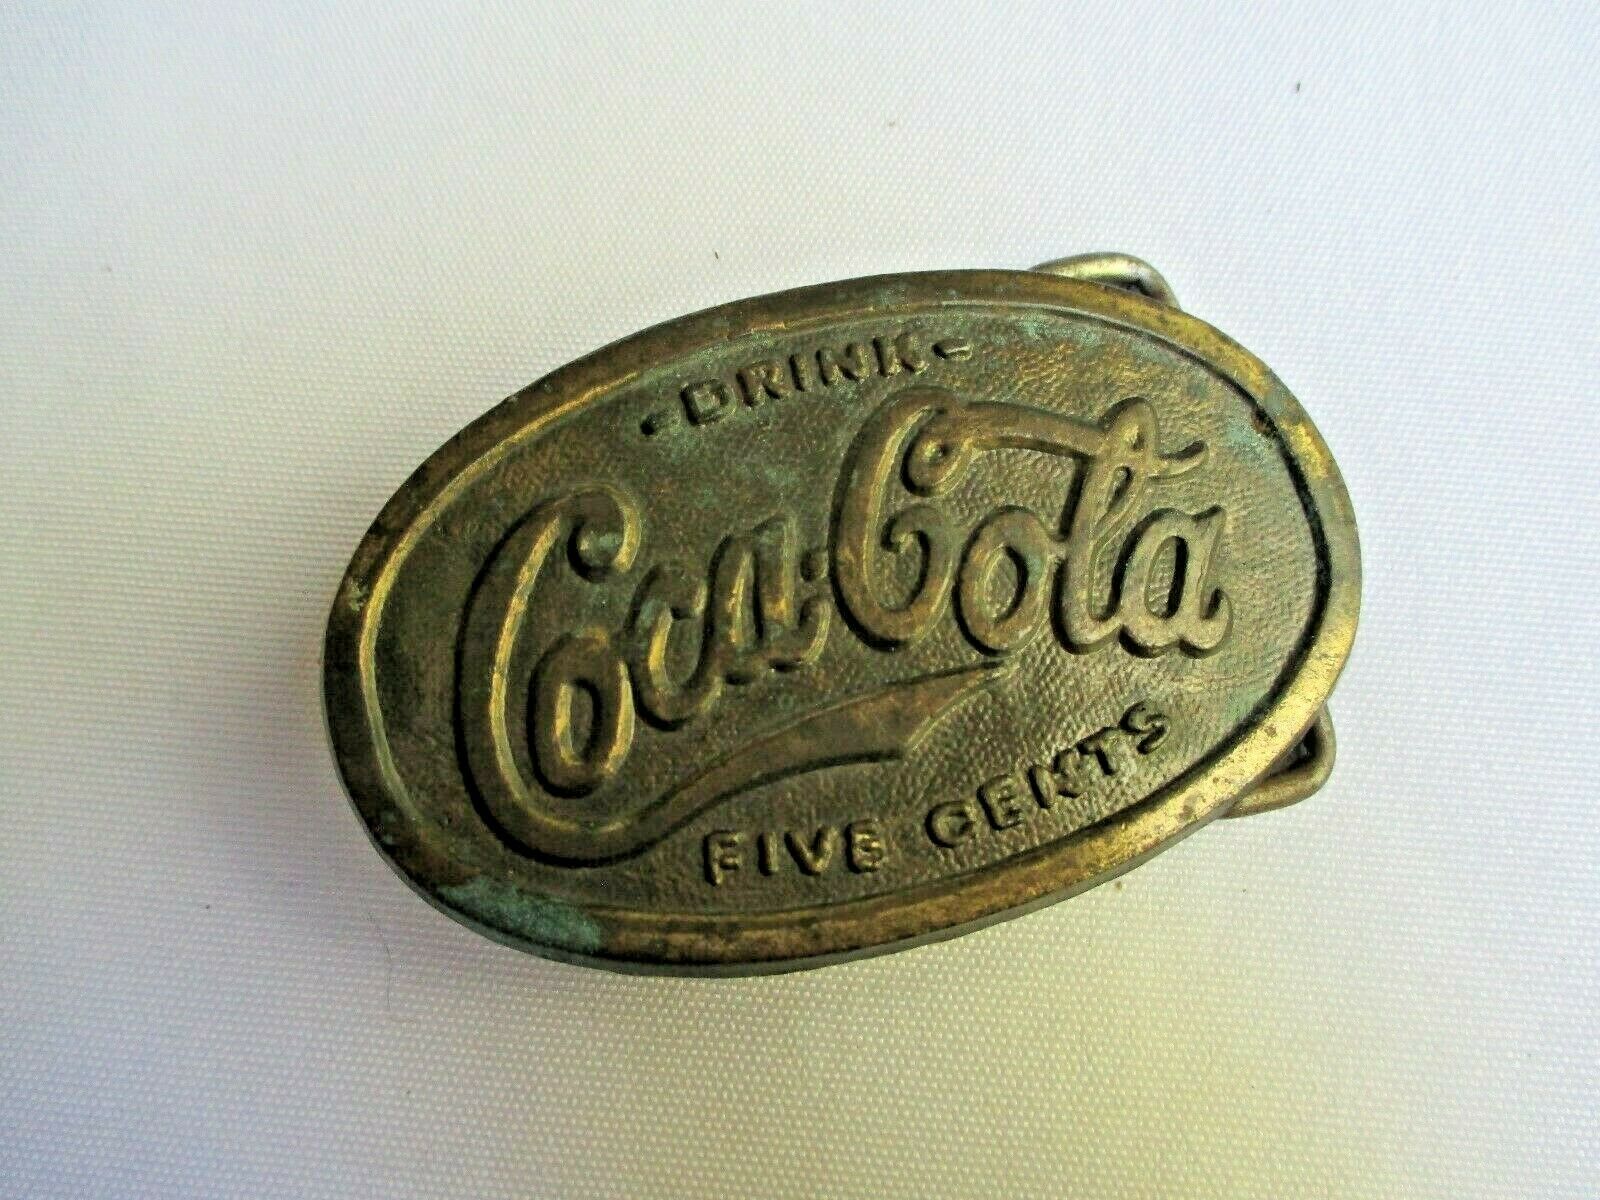 -DRINK-
Coca-Cola
FIVE CENTS